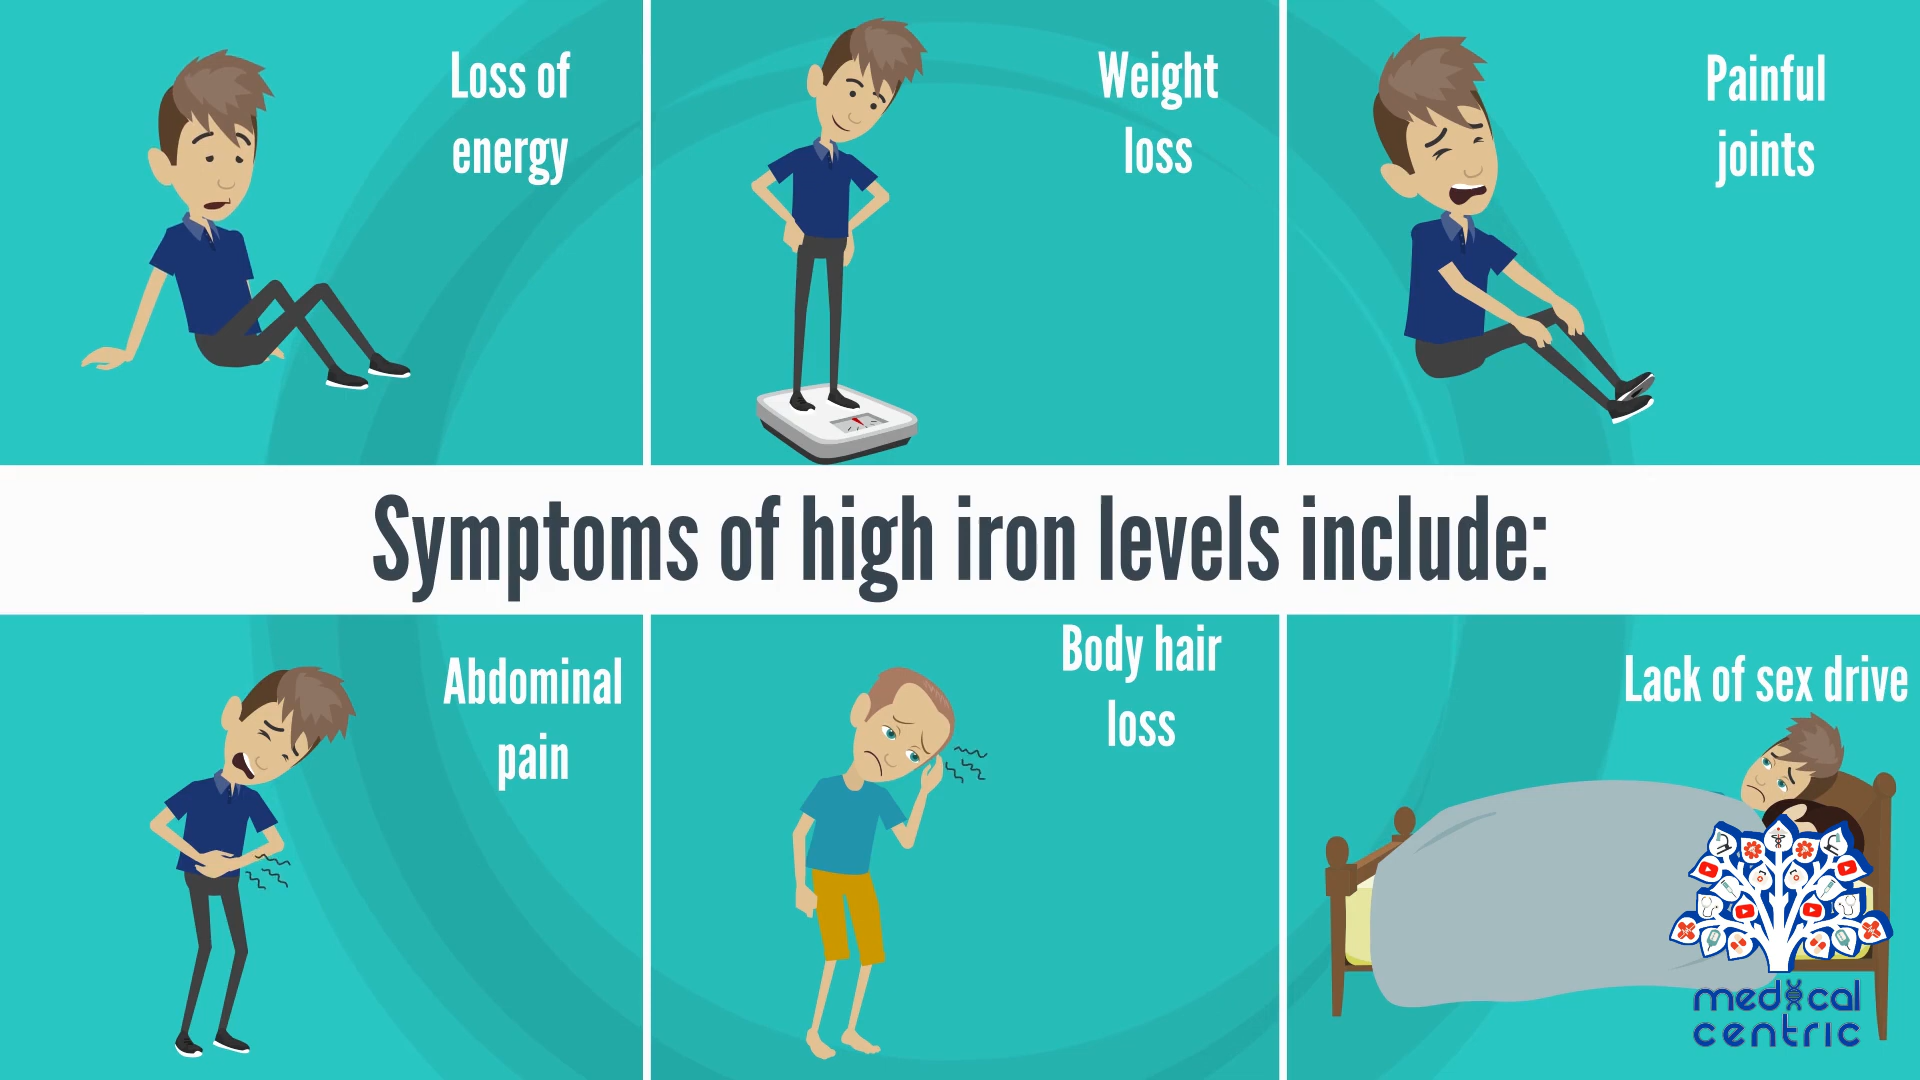 Loss of
energy
Weight
loss
Painful
joints
Symptoms of high iron levels include:
Abdominal
pain
Body hair
loss
Lack of sex drive
medical
centric